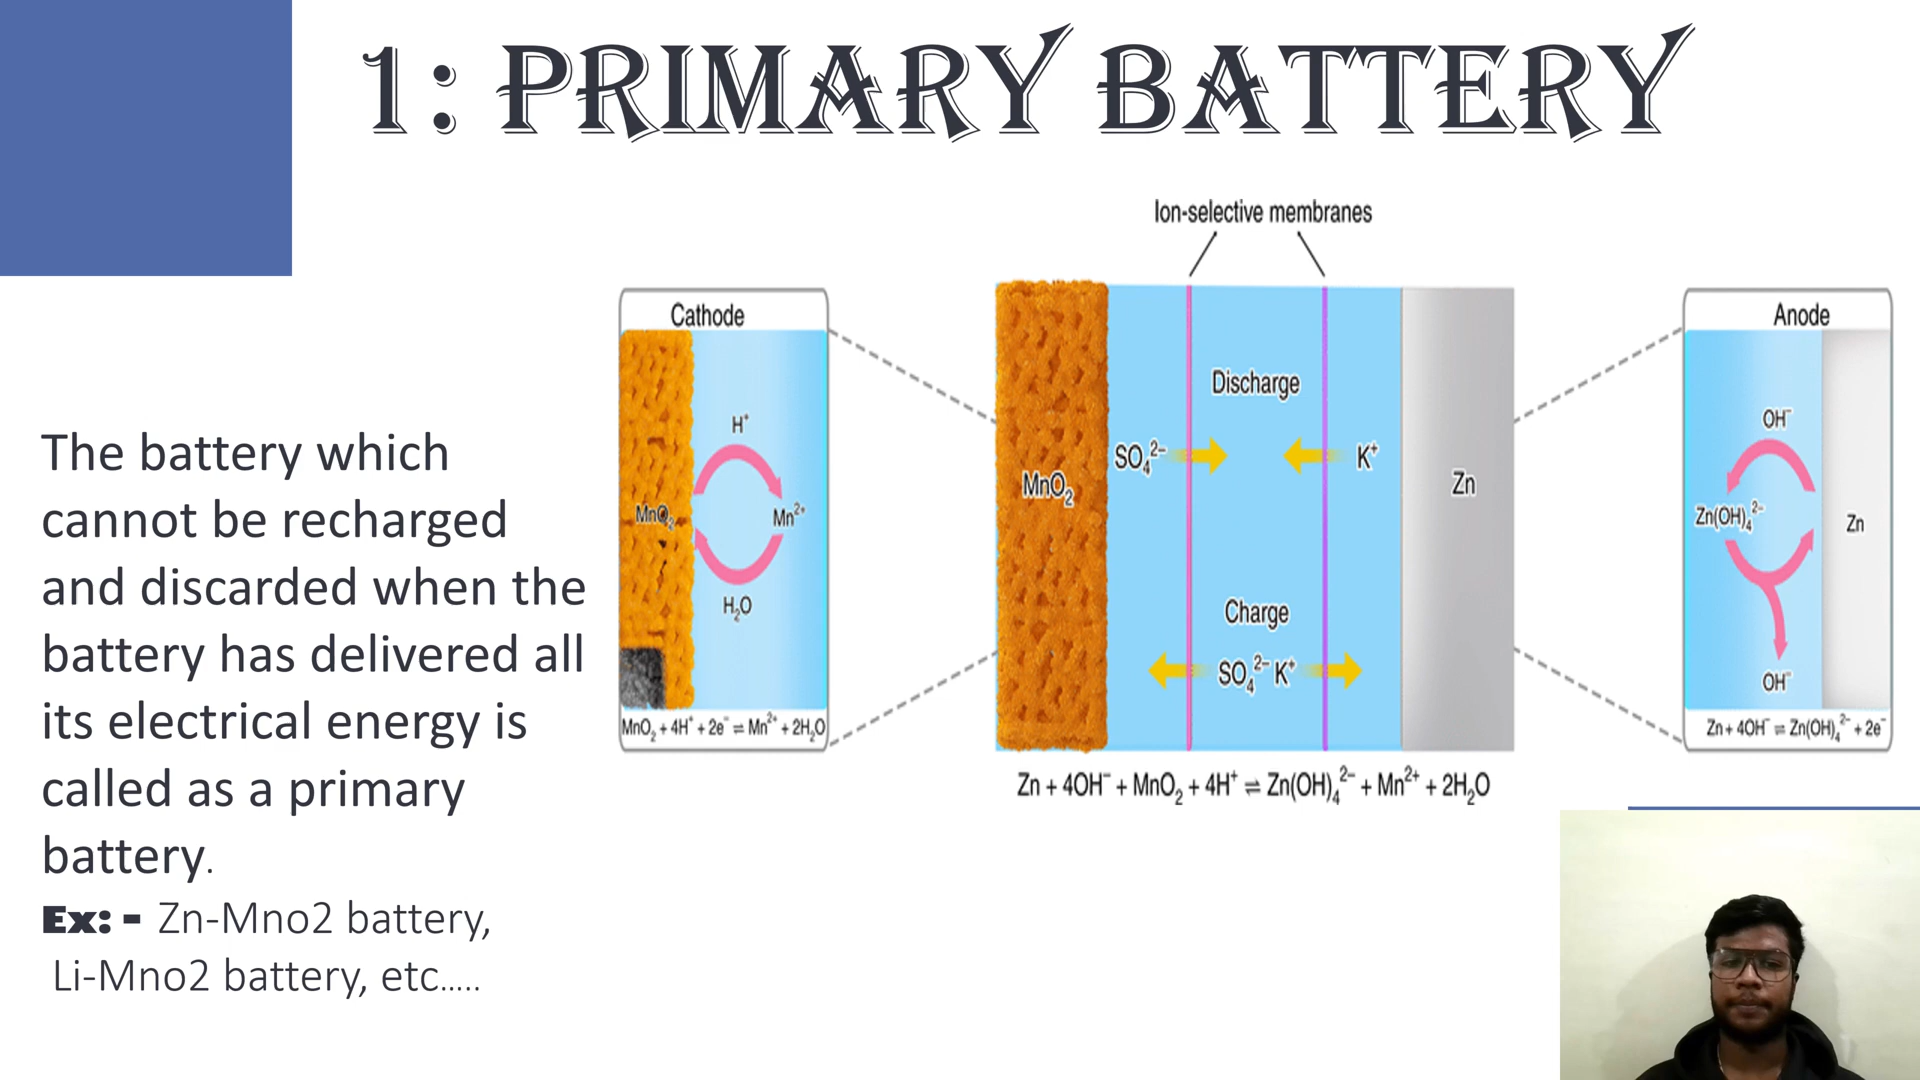 1: PRIMARY BATTERY
The battery which
cannot be recharged
and discarded when the
battery has delivered all
its electrical energy is
called as a primary
battery.
Ex: - Zn-Mno2 battery,
Li-Mno2 battery, etc.....
Ion-selective membranes
Cathode
H⁺
MnO₂
Mn²⁺
H₂O
MnO₂ + 4H⁺ + 2e⁻ ⇌ Mn²⁺ + 2H₂O
MnO₂
Discharge
SO₄²⁻
K⁺
Charge
SO₄²⁻ K⁺
Zn
Zn + 4OH⁻ + MnO₂ + 4H⁺ ⇌ Zn(OH)₄²⁻ + Mn²⁺ + 2H₂O
Anode
OH⁻
Zn(OH)₄²⁻
Zn
OH⁻
Zn + 4OH⁻ ⇌ Zn(OH)₄²⁻ + 2e⁻